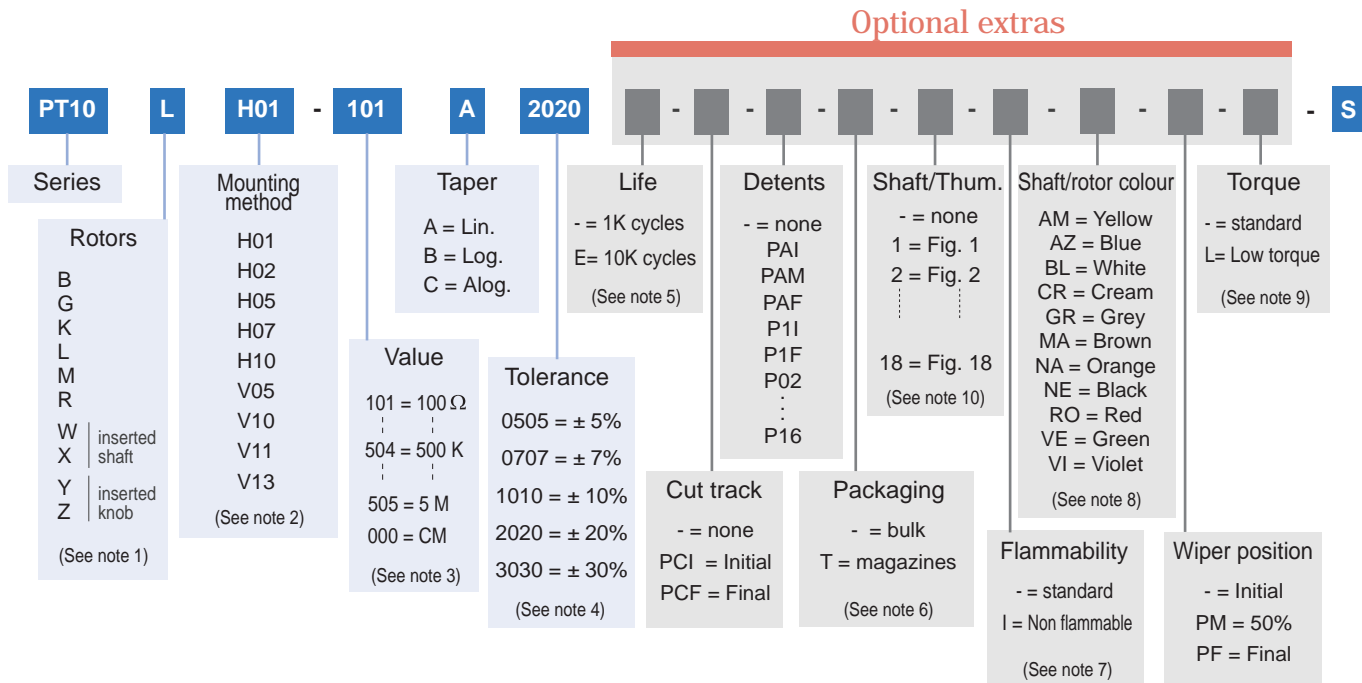 Optional extras
PT10 L H01 - 101 A 2020 - - - - - - - - - S
Series
Rotors
B
G
K
L
M
R
W
X
inserted
shaft
Y
Z
inserted
knob
(See note 1)
Mounting
method
H01
H02
H05
H07
H10
V05
V10
V11
V13
(See note 2)
Value
101 = 100 Ω
504 = 500 K
505 = 5 M
000 = CM
(See note 3)
Taper
A = Lin.
B = Log.
C = Alog.
Tolerance
0505 = ± 5%
0707 = ± 7%
1010 = ± 10%
2020 = ± 20%
3030 = ± 30%
(See note 4)
Life
- = 1K cycles
E= 10K cycles
(See note 5)
Cut track
- = none
PCI = Initial
PCF = Final
Detents
- = none
PAI
PAM
PAF
P1I
P1F
P02
:
P16
Packaging
- = bulk
T = magazines
(See note 6)
Shaft/Thum.
- = none
1 = Fig. 1
2 = Fig. 2
18 = Fig. 18
(See note 10)
Flammability
- = standard
I = Non flammable
(See note 7)
Shaft/rotor colour
AM = Yellow
AZ = Blue
BL = White
CR = Cream
GR = Grey
MA = Brown
NA = Orange
NE = Black
RO = Red
VE = Green
VI = Violet
(See note 8)
Wiper position
- = Initial
PM = 50%
PF = Final
Torque
- = standard
L= Low torque
(See note 9)